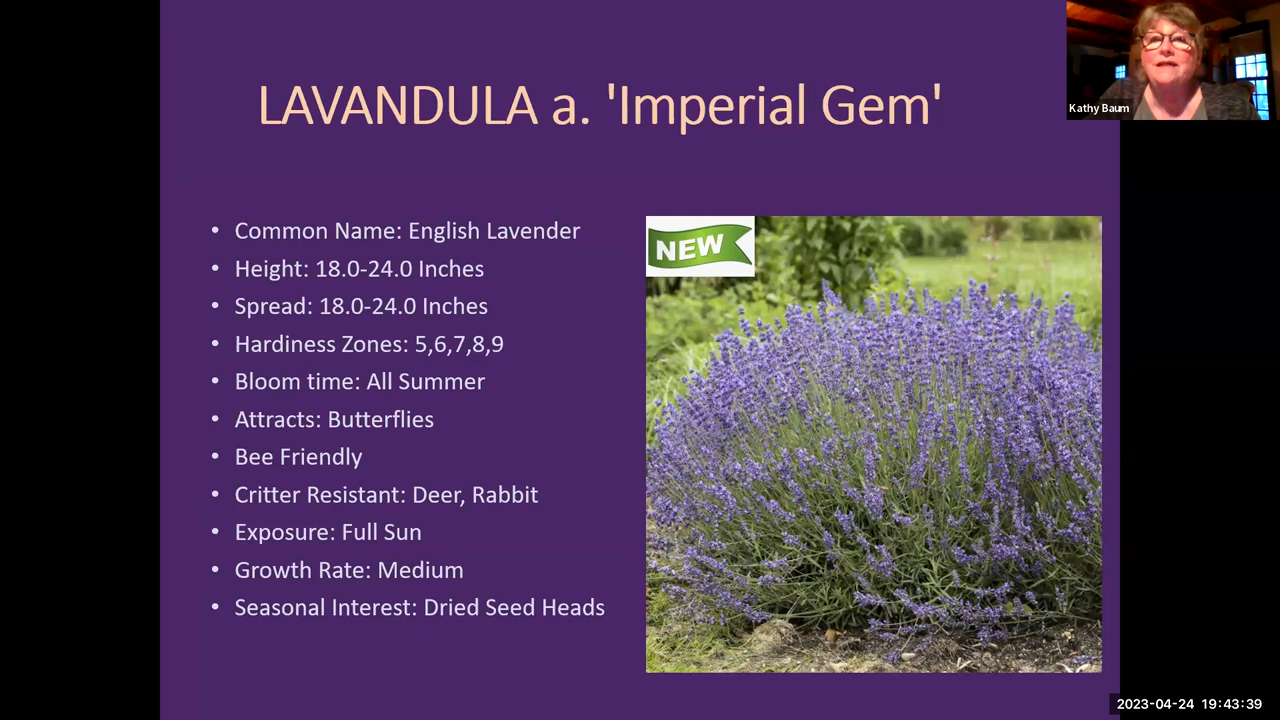 LAVANDULA a. 'Imperial Gem'
Kathy Baum
• Common Name: English Lavender
• Height: 18.0-24.0 Inches
• Spread: 18.0-24.0 Inches
• Hardiness Zones: 5,6,7,8,9
• Bloom time: All Summer
• Attracts: Butterflies
• Bee Friendly
• Critter Resistant: Deer, Rabbit
• Exposure: Full Sun
• Growth Rate: Medium
• Seasonal Interest: Dried Seed Heads
NEW
2023-04-24 19:43:39